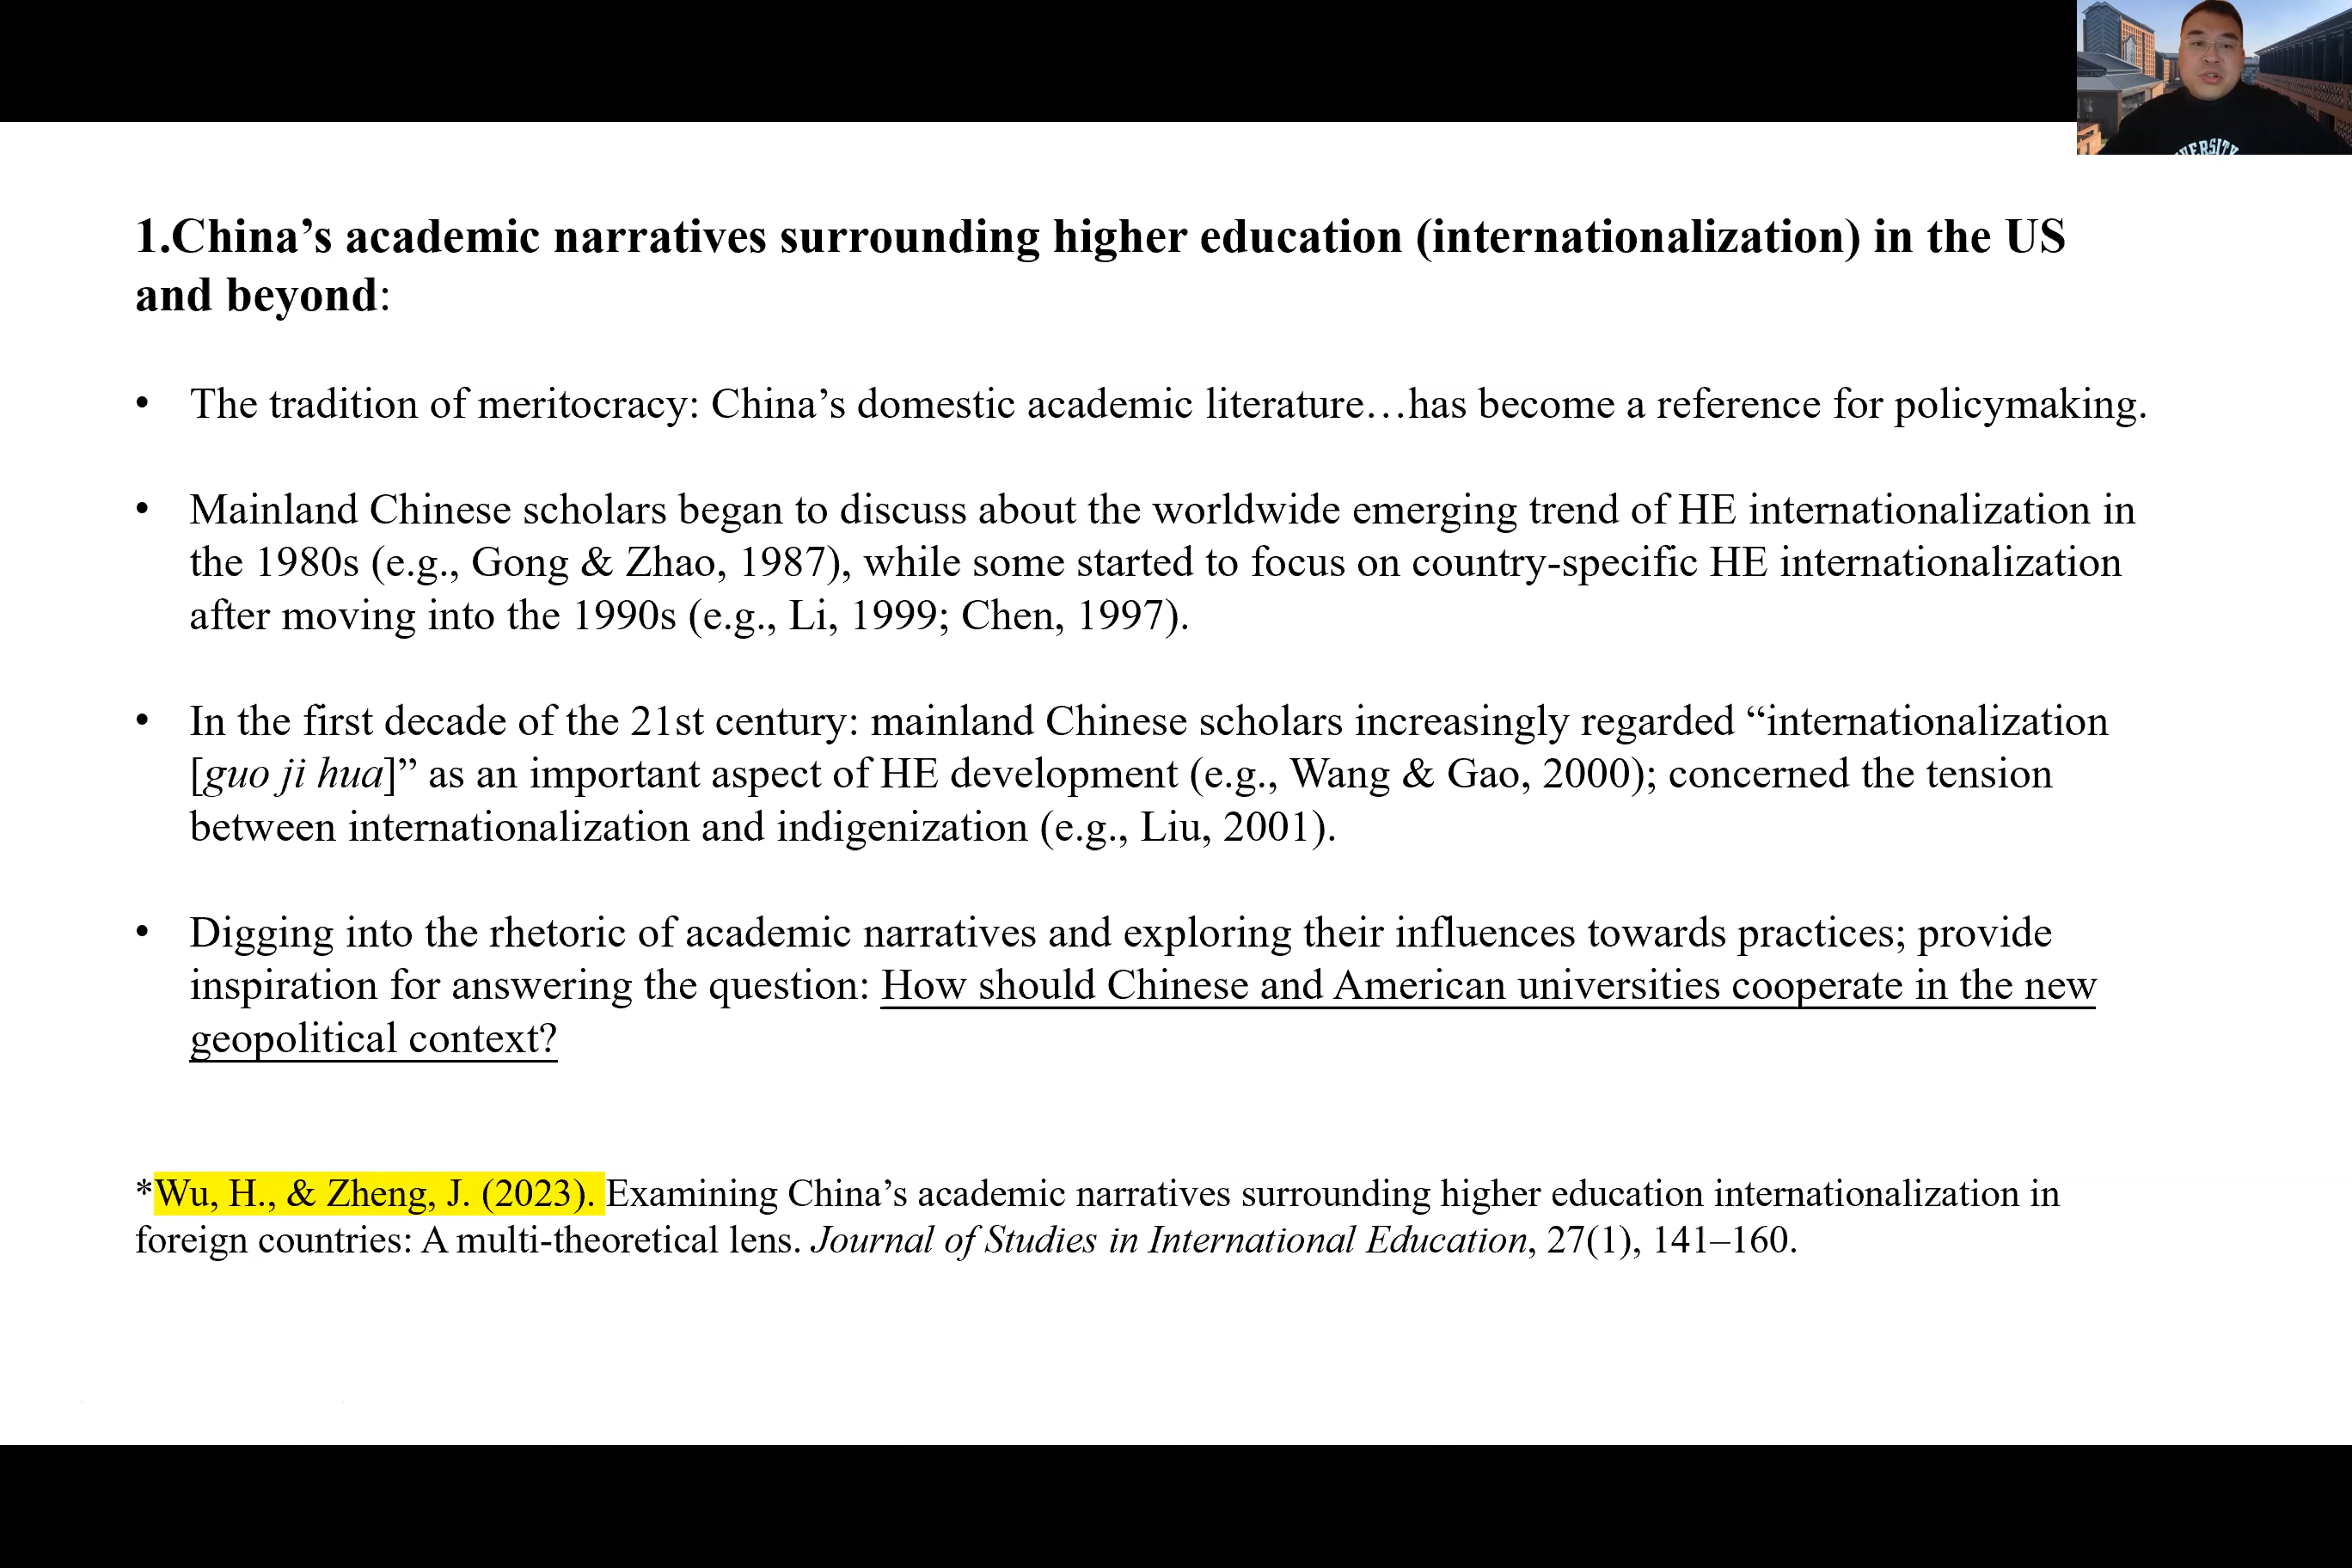 VERSITY
1.China’s academic narratives surrounding higher education (internationalization) in the US
and beyond:
• The tradition of meritocracy: China’s domestic academic literature…has become a reference for policymaking.
• Mainland Chinese scholars began to discuss about the worldwide emerging trend of HE internationalization in
the 1980s (e.g., Gong & Zhao, 1987), while some started to focus on country-specific HE internationalization
after moving into the 1990s (e.g., Li, 1999; Chen, 1997).
• In the first decade of the 21st century: mainland Chinese scholars increasingly regarded “internationalization
[guo ji hua]” as an important aspect of HE development (e.g., Wang & Gao, 2000); concerned the tension
between internationalization and indigenization (e.g., Liu, 2001).
• Digging into the rhetoric of academic narratives and exploring their influences towards practices; provide
inspiration for answering the question: How should Chinese and American universities cooperate in the new
geopolitical context?
*Wu, H., & Zheng, J. (2023). Examining China’s academic narratives surrounding higher education internationalization in
foreign countries: A multi-theoretical lens. Journal of Studies in International Education, 27(1), 141–160.